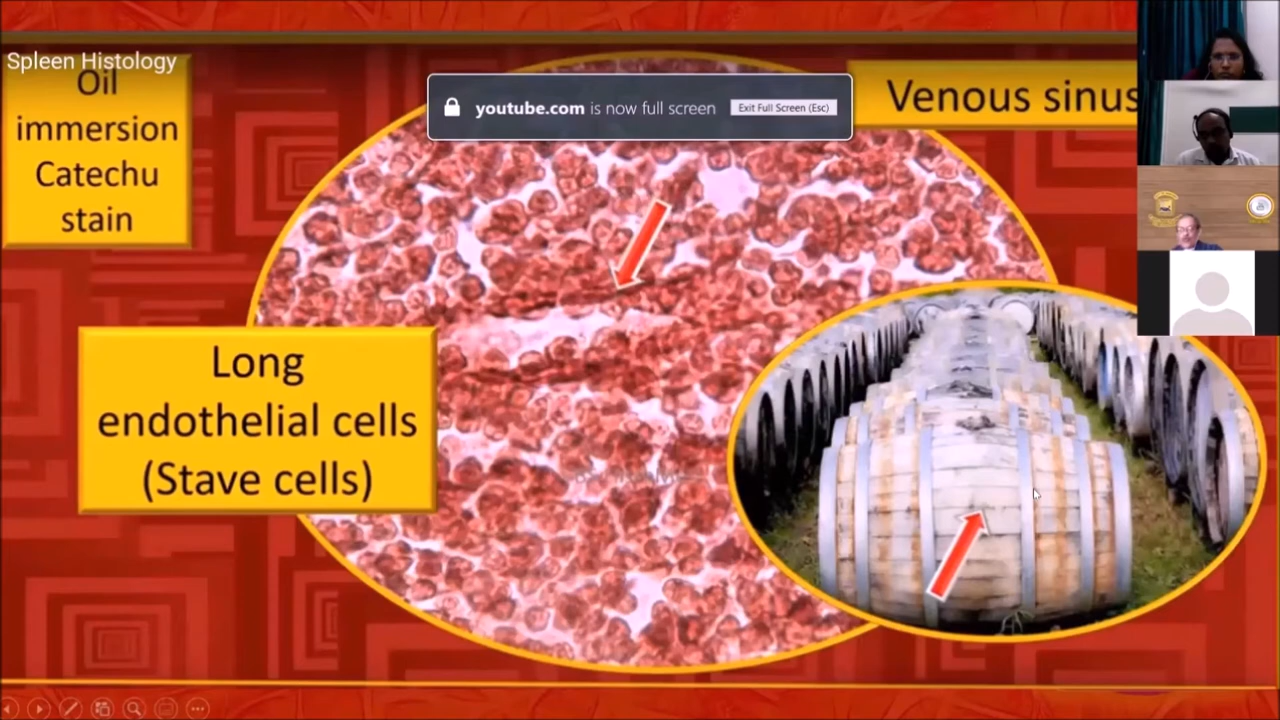 Spleen Histology
Oil
immersion
Catechu
stain
youtube.com is now full screen
Exit Full Screen (Esc)
Venous sinus
Long
endothelial cells
(Stave cells)